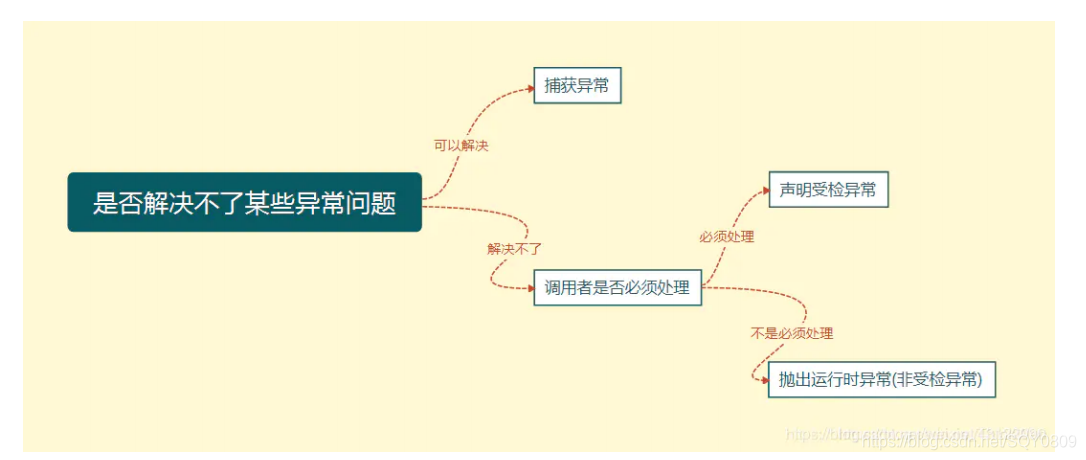 捕获异常
可以解决
是否解决不了某些异常问题
声明受检异常
必须处理
解决不了
调用者是否必须处理
不是必须处理
抛出运行时异常(非受检异常)
https://blog.csdn.net/SQY0809